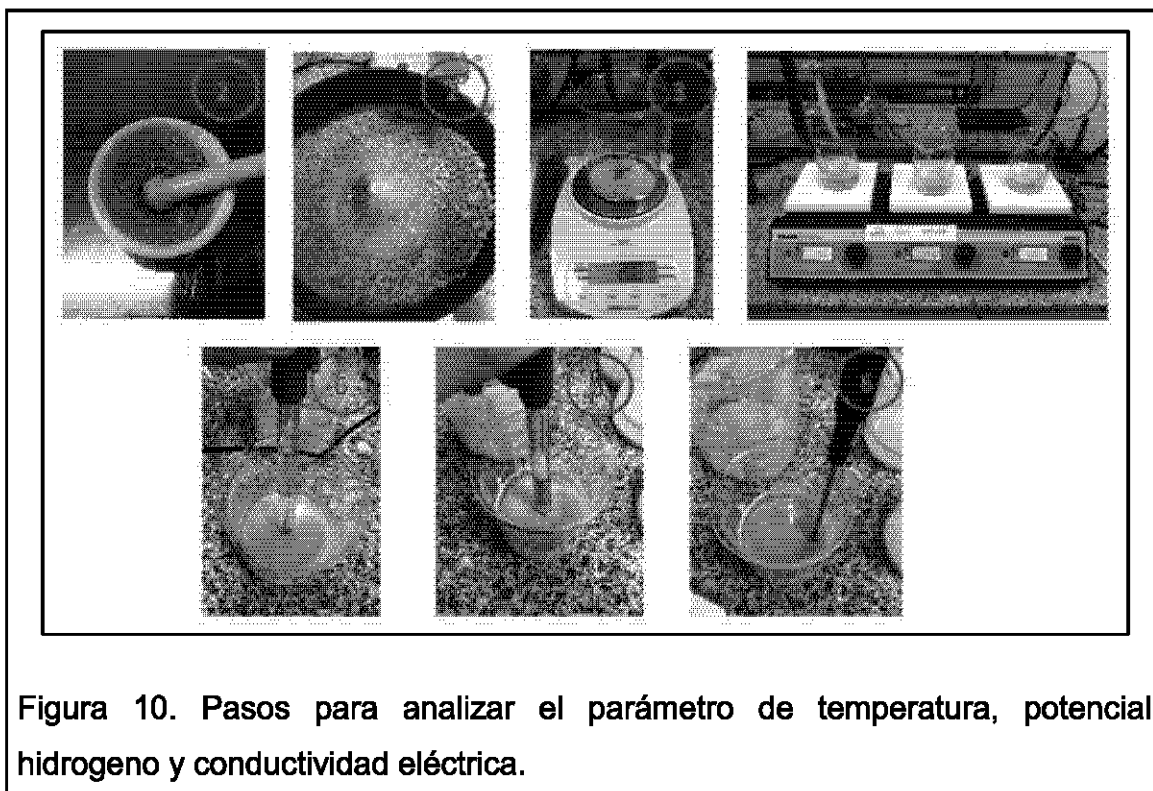 Figura 10. Pasos para analizar el parámetro de temperatura, potencial
hidrogeno y conductividad eléctrica.